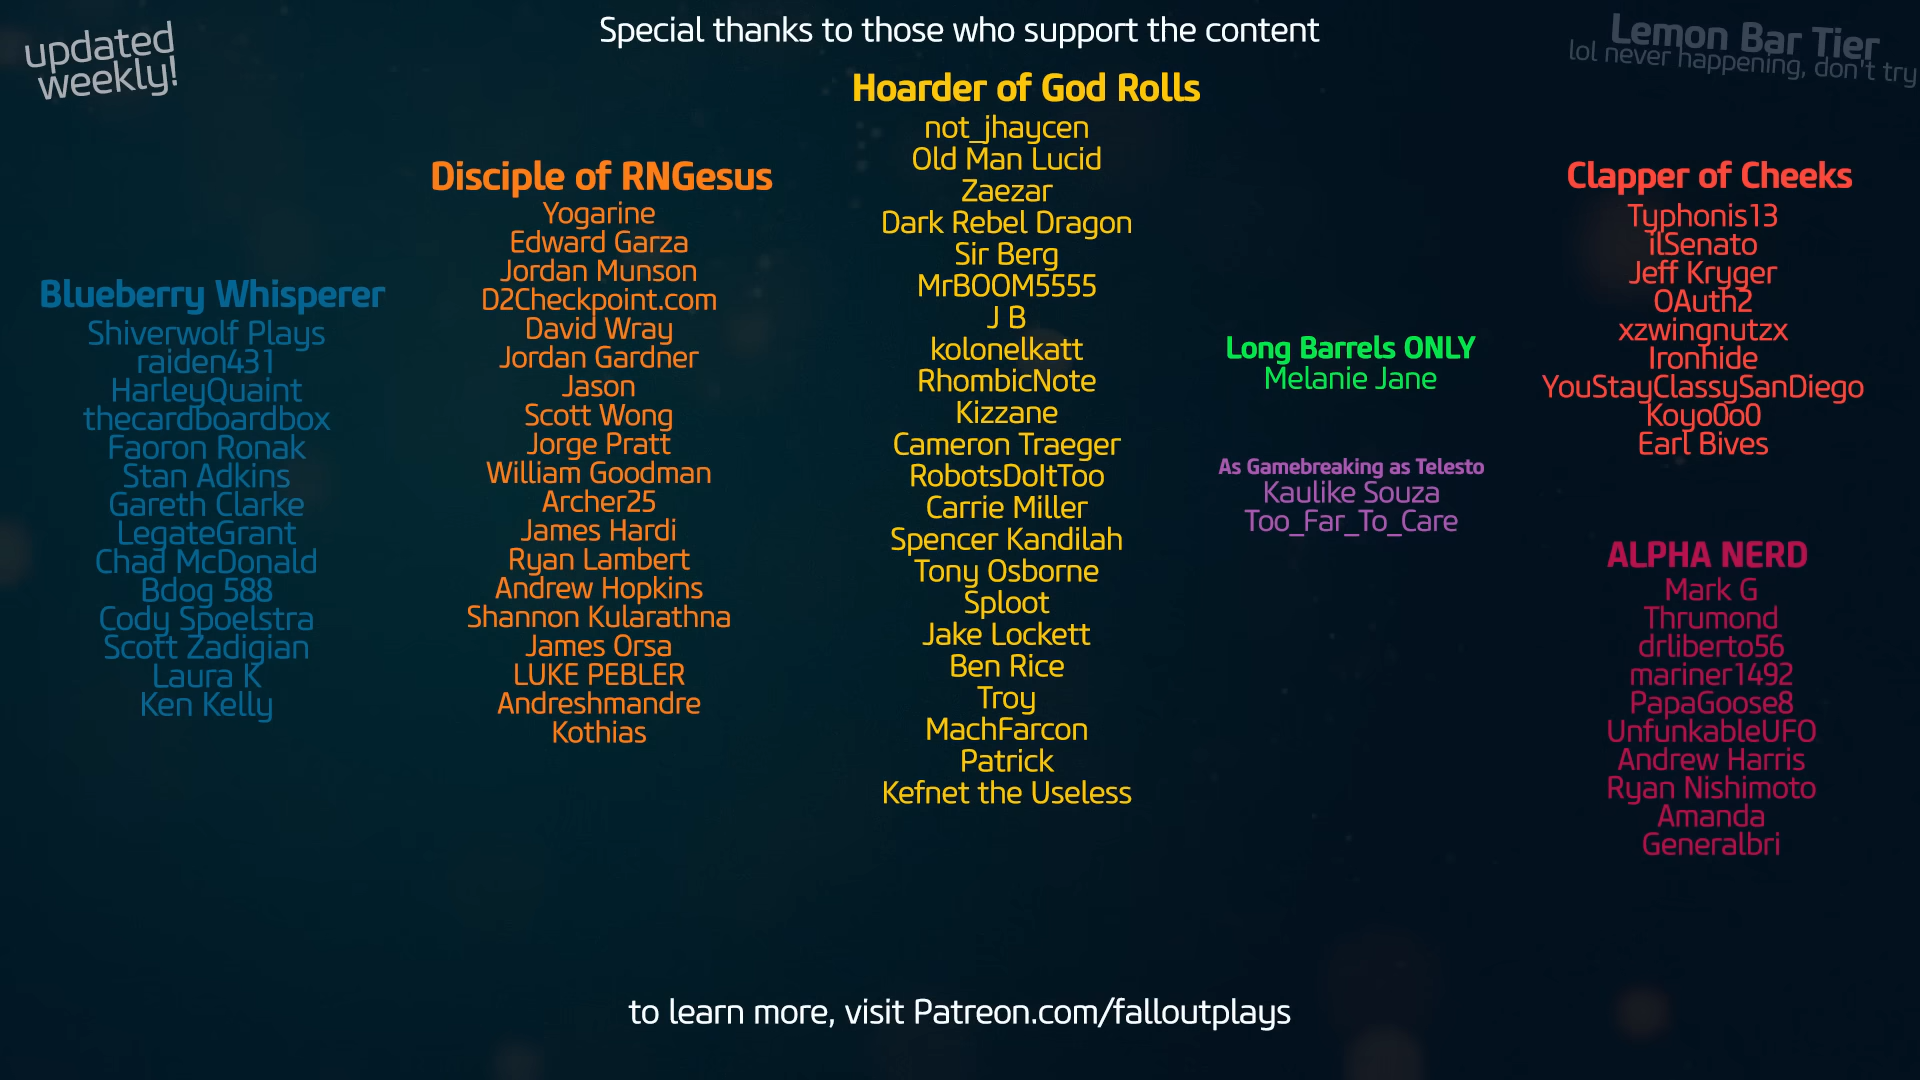 updated
weekly!
Special thanks to those who support the content
Lemon Bar Tier
lol never happening, don't try
Blueberry Whisperer
Shiverwolf Plays
raiden431
HarleyQuaint
thecardboardbox
Faoron Ronak
Stan Adkins
Gareth Clarke
LegateGrant
Chad McDonald
Bdog 588
Cody Spoelstra
Scott Zadigian
Laura K
Ken Kelly
Disciple of RNGesus
Yogarine
Edward Garza
Jordan Munson
D2Checkpoint.com
David Wray
Jordan Gardner
Jason
Scott Wong
Jorge Pratt
William Goodman
Archer25
James Hardi
Ryan Lambert
Andrew Hopkins
Shannon Kularathna
James Orsa
LUKE PEBLER
Andreshmandre
Kothias
Hoarder of God Rolls
not_jhaycen
Old Man Lucid
Zaezar
Dark Rebel Dragon
Sir Berg
MrBOOM5555
J B
kolonelkatt
RhombicNote
Kizzane
Cameron Traeger
RobotsDoItToo
Carrie Miller
Spencer Kandilah
Tony Osborne
Sploot
Jake Lockett
Ben Rice
Troy
MachFarcon
Patrick
Kefnet the Useless
Long Barrels ONLY
Melanie Jane
As Gamebreaking as Telesto
Kaulike Souza
Too_Far_To_Care
Clapper of Cheeks
Typhonis13
ilSenato
Jeff Kryger
OAuth2
xzwingnutzx
Ironhide
YouStayClassySanDiego
Koyo0o0
Earl Bives
ALPHA NERD
Mark G
Thrumond
drliberto56
mariner1492
PapaGoose8
UnfunkableUFO
Andrew Harris
Ryan Nishimoto
Amanda
Generalbri
to learn more, visit Patreon.com/falloutplays